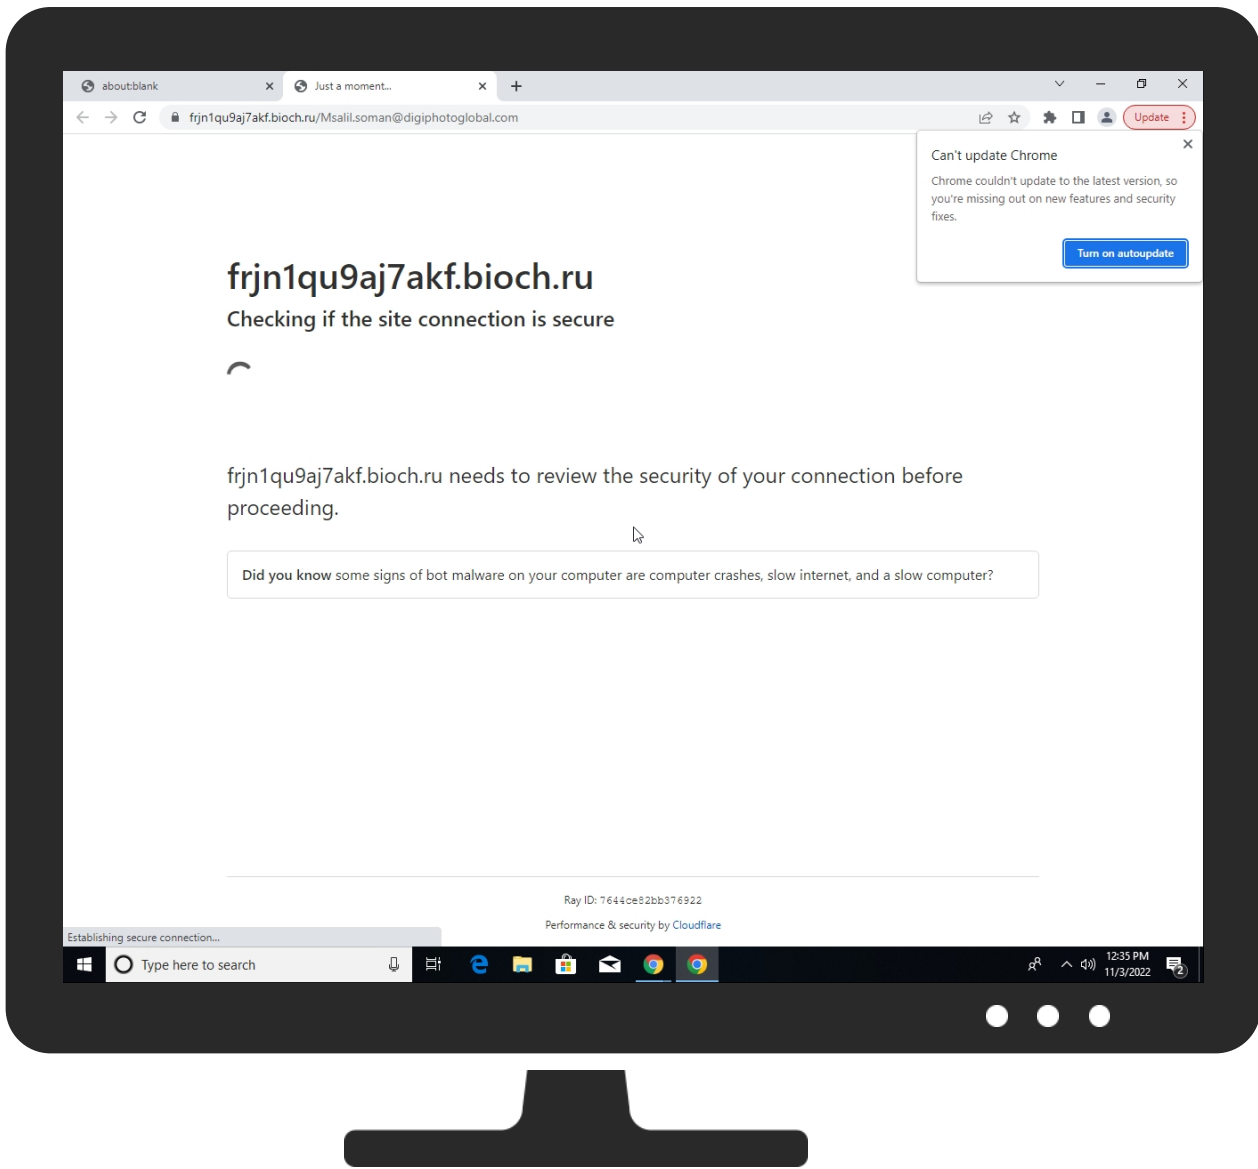 about:blank
Just a moment...
frjn1qu9aj7akf.bioch.ru/Msalil.soman@digiphotoglobal.com
Update
Can't update Chrome
Chrome couldn't update to the latest version, so
you're missing out on new features and security
fixes.
Turn on autoupdate
frjn1qu9aj7akf.bioch.ru
Checking if the site connection is secure
frjn1qu9aj7akf.bioch.ru needs to review the security of your connection before
proceeding.
Did you know some signs of bot malware on your computer are computer crashes, slow internet, and a slow computer?
Ray ID: 7644ce82bb376922
Performance & security by Cloudflare
Establishing secure connection...
Type here to search
12:35 PM
11/3/2022
2